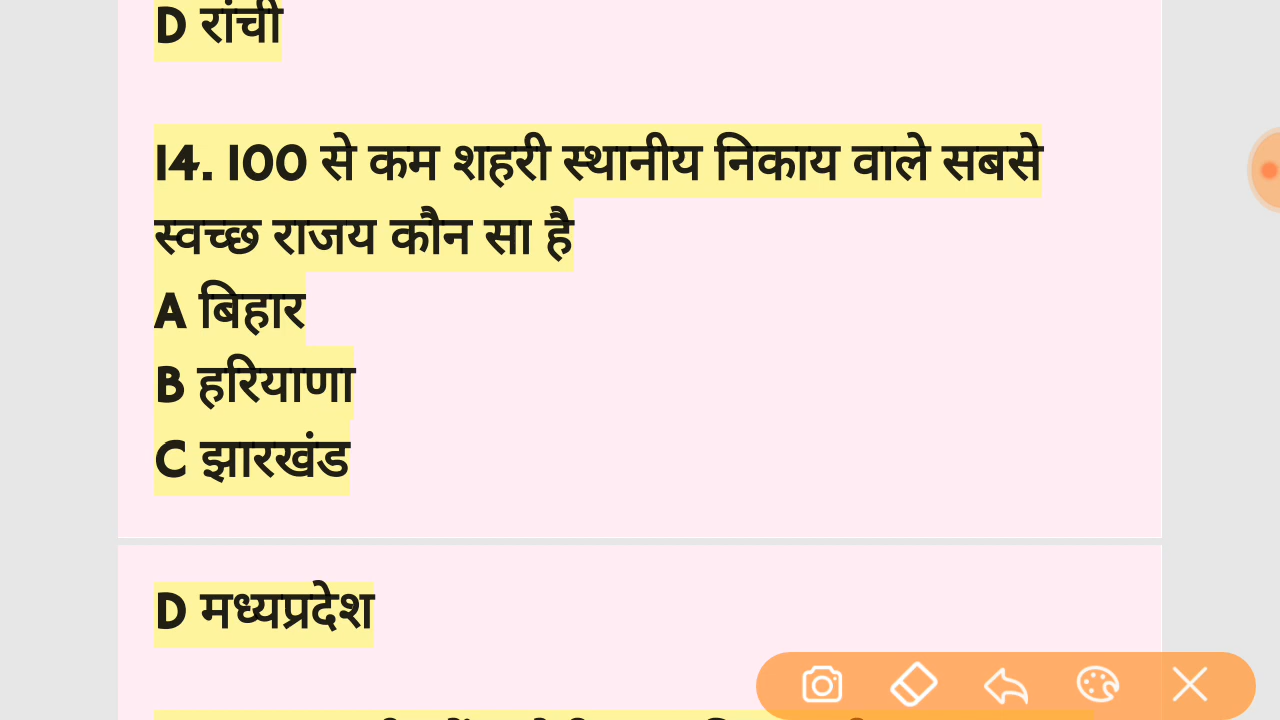 D रांची
14. 100 से कम शहरी स्थानीय निकाय वाले सबसे
स्वच्छ राजय कौन सा है
A बिहार
B हरियाणा
C झारखंड
D मध्यप्रदेश